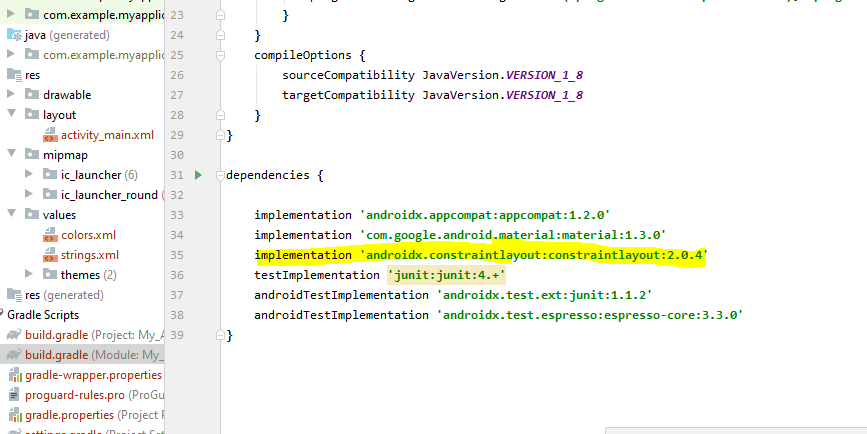 com.example.myapplic
java (generated)
com.example.myapplic
res
drawable
layout
activity_main.xml
mipmap
ic_launcher (6)
ic_launcher_round
values
colors.xml
strings.xml
themes (2)
res (generated)
Gradle Scripts
build.gradle (Project: My_A
build.gradle (Module: My_
gradle-wrapper.properties
proguard-rules.pro (ProGu
gradle.properties (Project
23 }
24 }
25 compileOptions {
26 sourceCompatibility JavaVersion.VERSION_1_8
27 targetCompatibility JavaVersion.VERSION_1_8
28 }
29 }
30
31 dependencies {
32
33 implementation 'androidx.appcompat:appcompat:1.2.0'
34 implementation 'com.google.android.material:material:1.3.0'
35 implementation 'androidx.constraintlayout:constraintlayout:2.0.4'
36 testImplementation 'junit:junit:4.+'
37 androidTestImplementation 'androidx.test.ext:junit:1.1.2'
38 androidTestImplementation 'androidx.test.espresso:espresso-core:3.3.0'
39 }